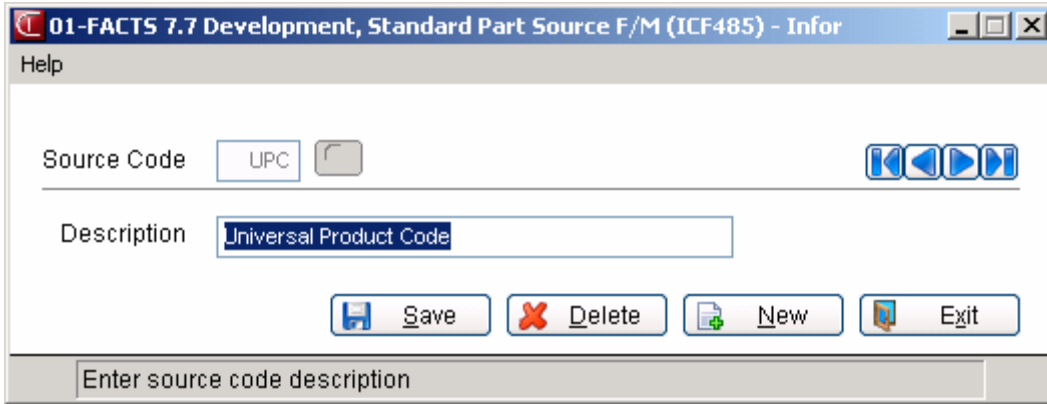 01-FACTS 7.7 Development, Standard Part Source F/M (ICF485) - Infor
Help
Source Code UPC
Description Universal Product Code
Save Delete New Exit
Enter source code description